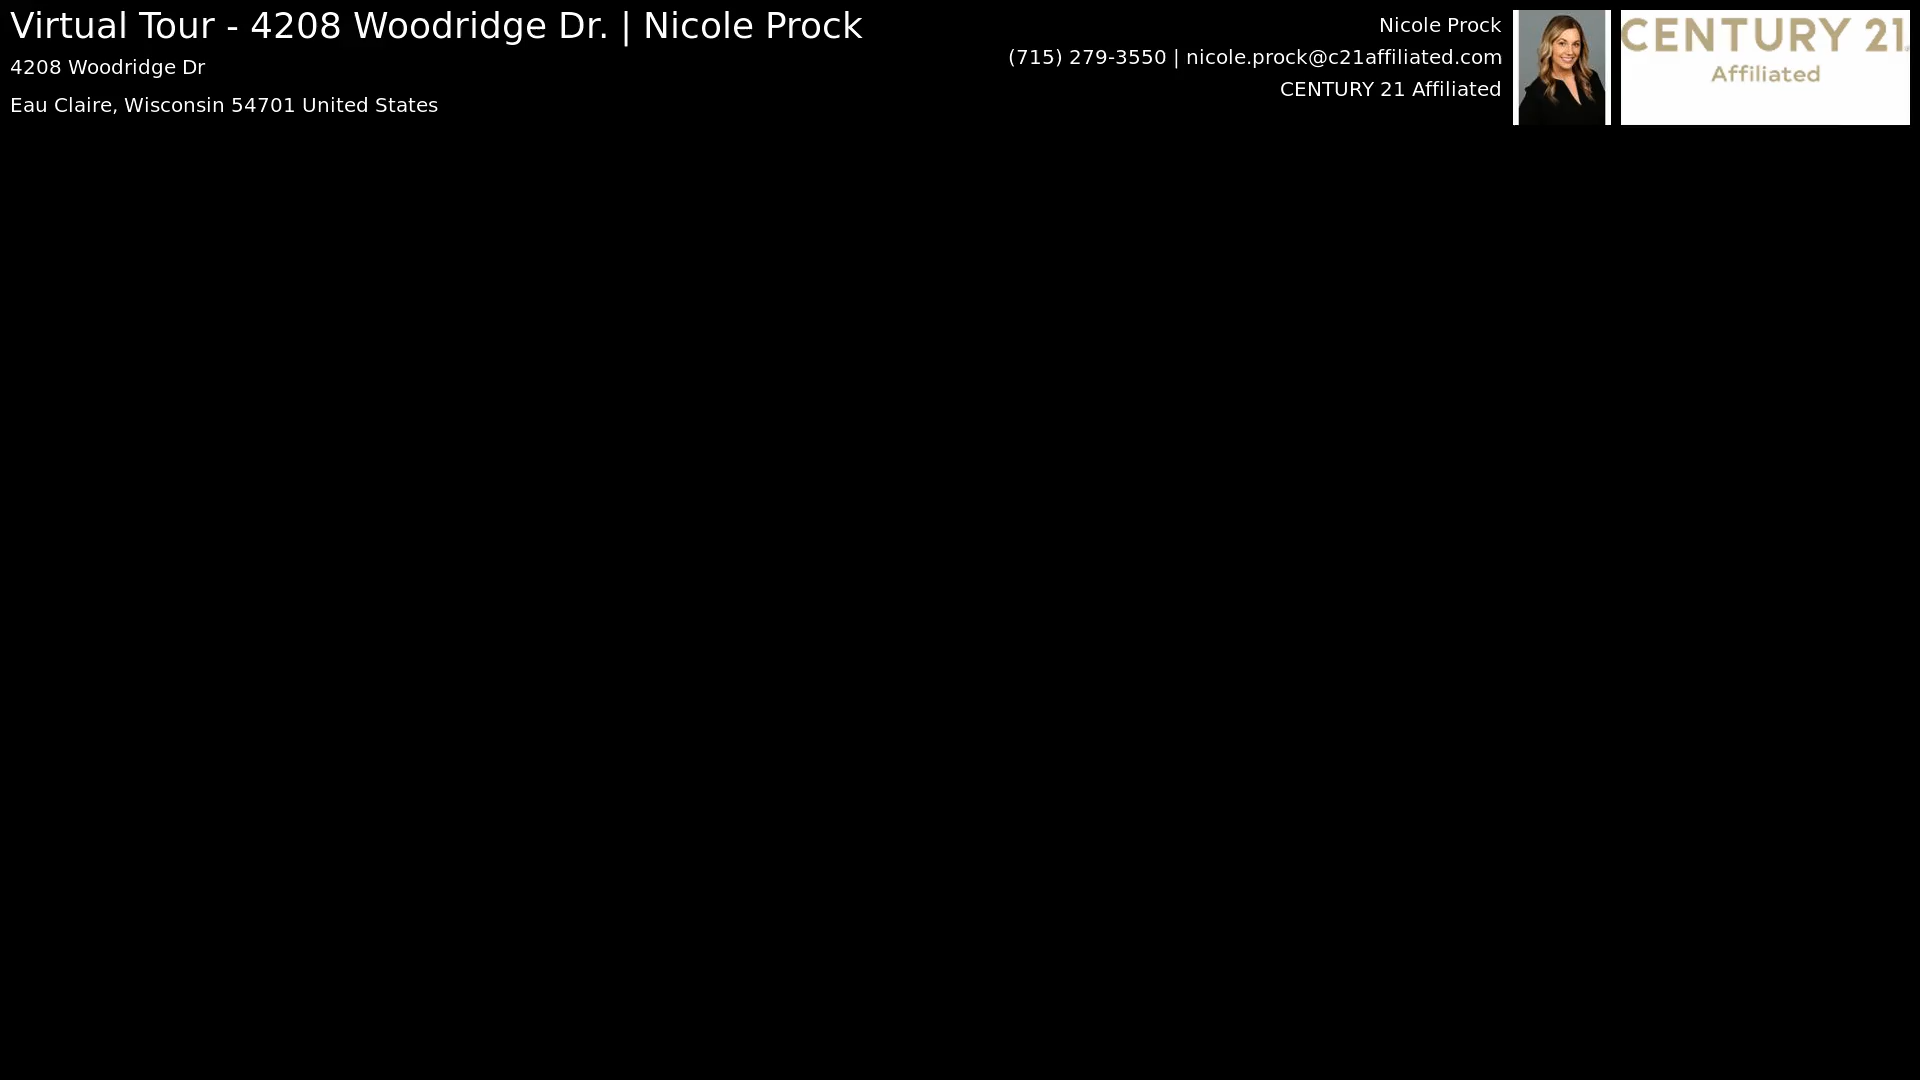 Virtual Tour - 4208 Woodridge Dr. | Nicole Prock
4208 Woodridge Dr
Eau Claire, Wisconsin 54701 United States
Nicole Prock
(715) 279-3550 | nicole.prock@c21affiliated.com
CENTURY 21 Affiliated
CENTURY 21
Affiliated